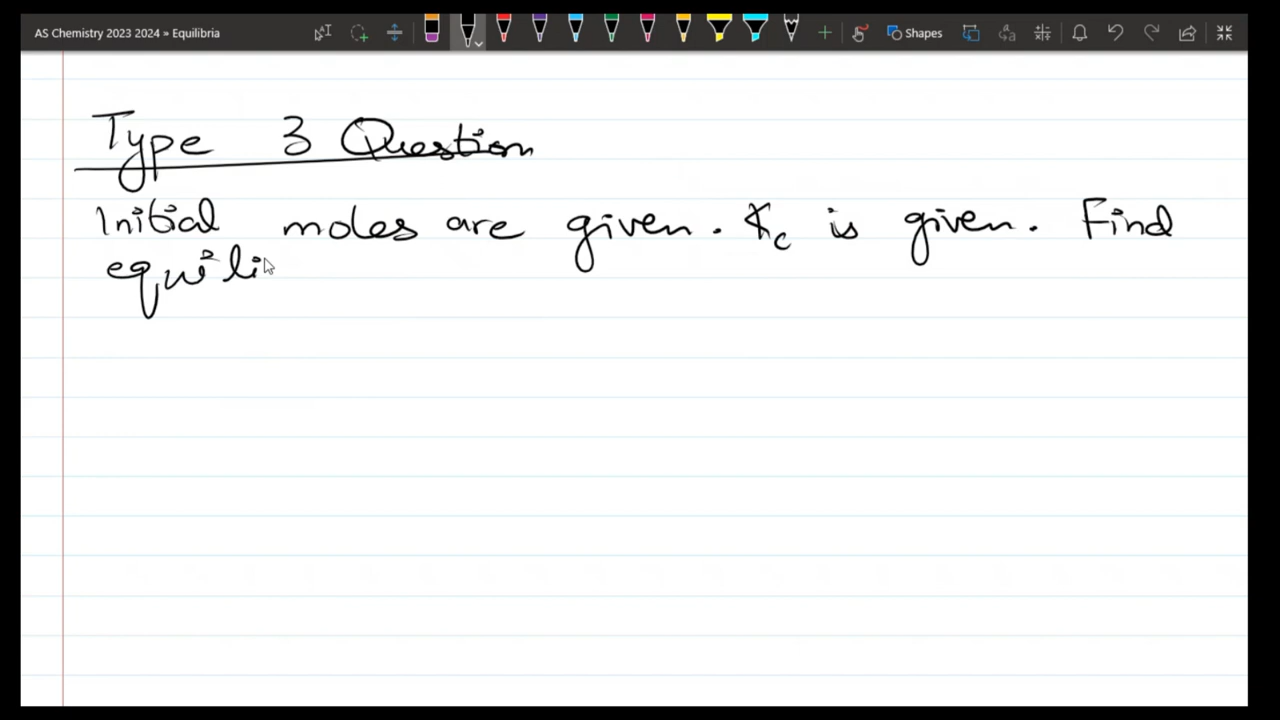 AS Chemistry 2023 2024 » Equilibria
Shapes
Type 3 Question
Initial moles are given. Kc is given. Find
equili